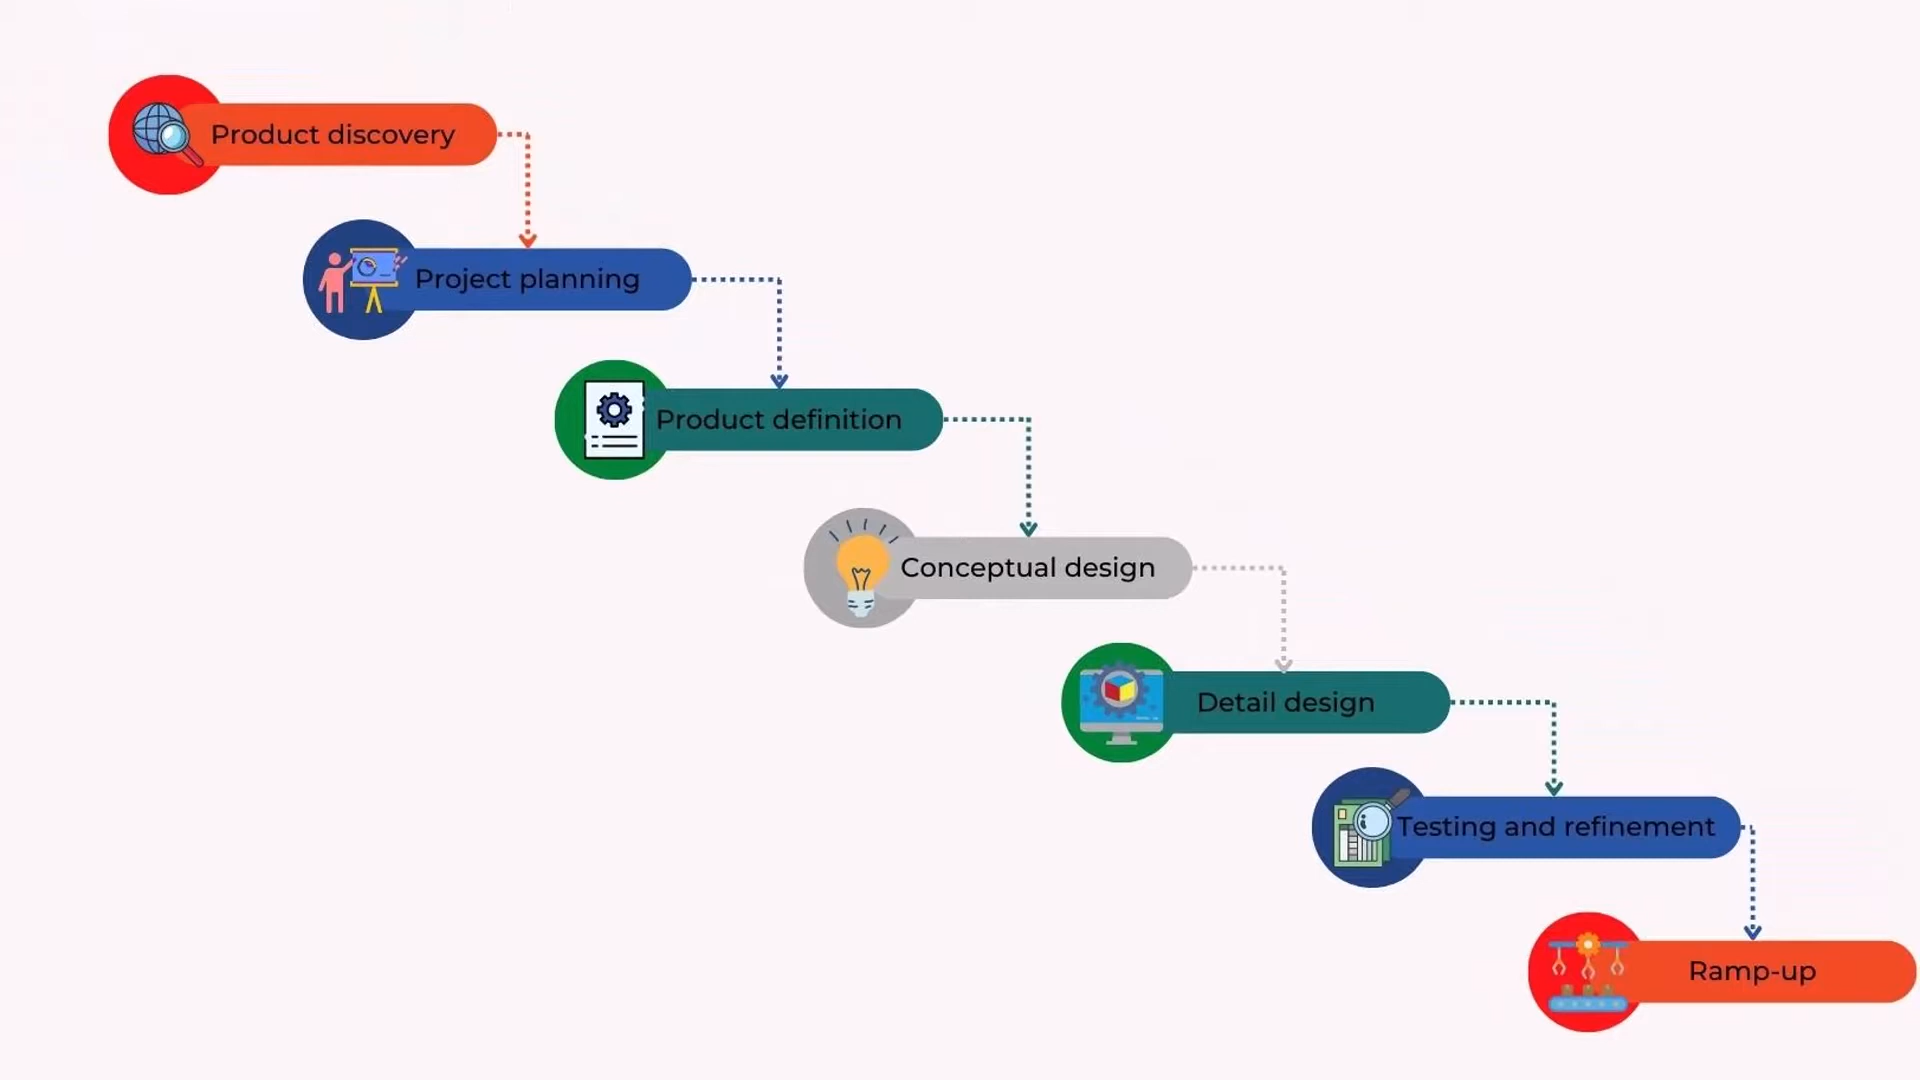 Product discovery
Project planning
Product definition
Conceptual design
Detail design
Testing and refinement
Ramp-up